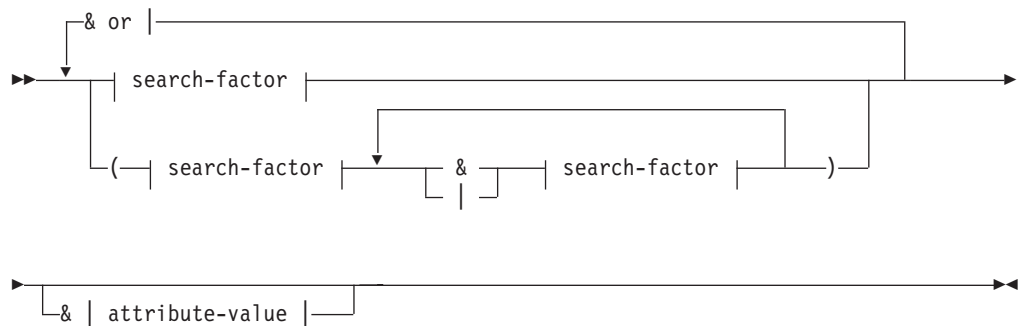 & or |
search-factor
( search-factor & search-factor )
|
& attribute-value